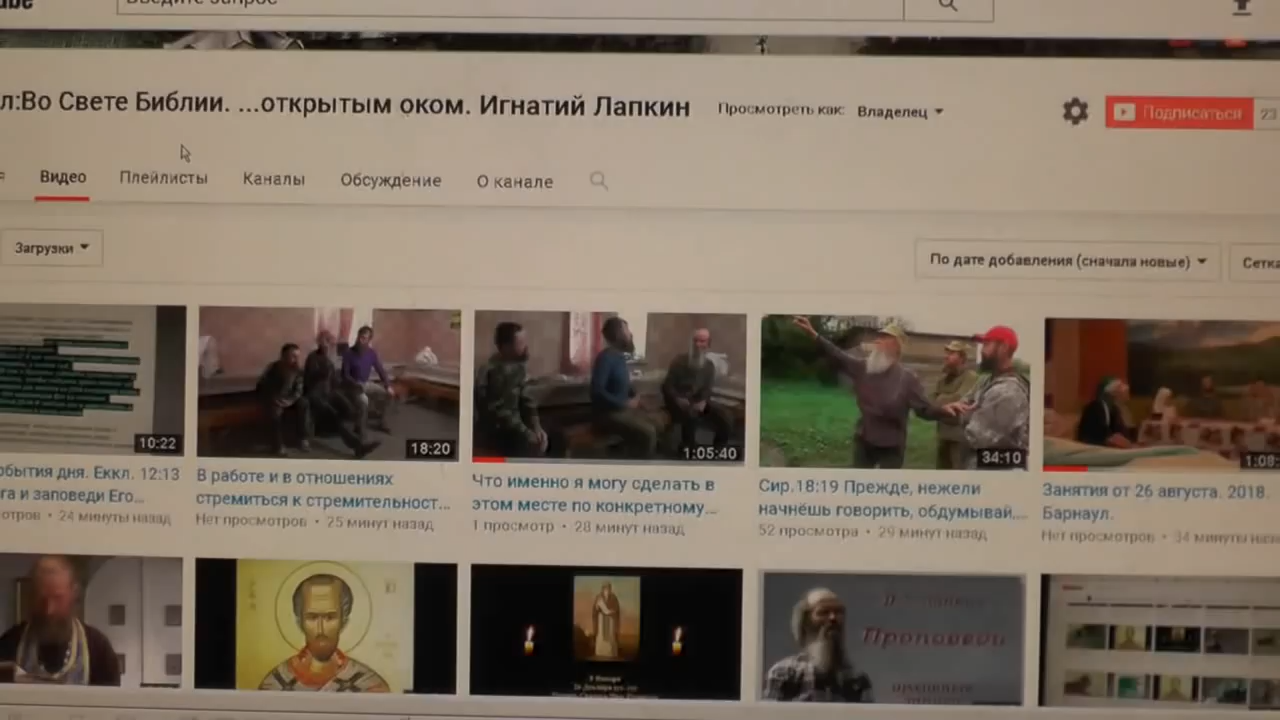 Введите запрос
л:Во Свете Библии. ...открытым оком. Игнатий Лапкин
Просмотреть как: Владелец
Подписаться 23
Видео Плейлисты Каналы Обсуждение О канале
Загрузки
По дате добавления (сначала новые)
Сетка
10:22
18:20
1:05:40
34:10
1:08:
обытия дня. Еккл. 12:13
га и заповеди Его...
отров • 24 минуты назад
В работе и в отношениях
стремиться к стремительност...
Нет просмотров • 25 минут назад
Что именно я могу сделать в
этом месте по конкретному...
1 просмотр • 28 минут назад
Сир.18:19 Прежде, нежели
начнёшь говорить, обдумывай,...
52 просмотра • 29 минут назад
Занятия от 26 августа. 2018.
Барнаул.
Нет просмотров • 34 минуты наза
Проповеди